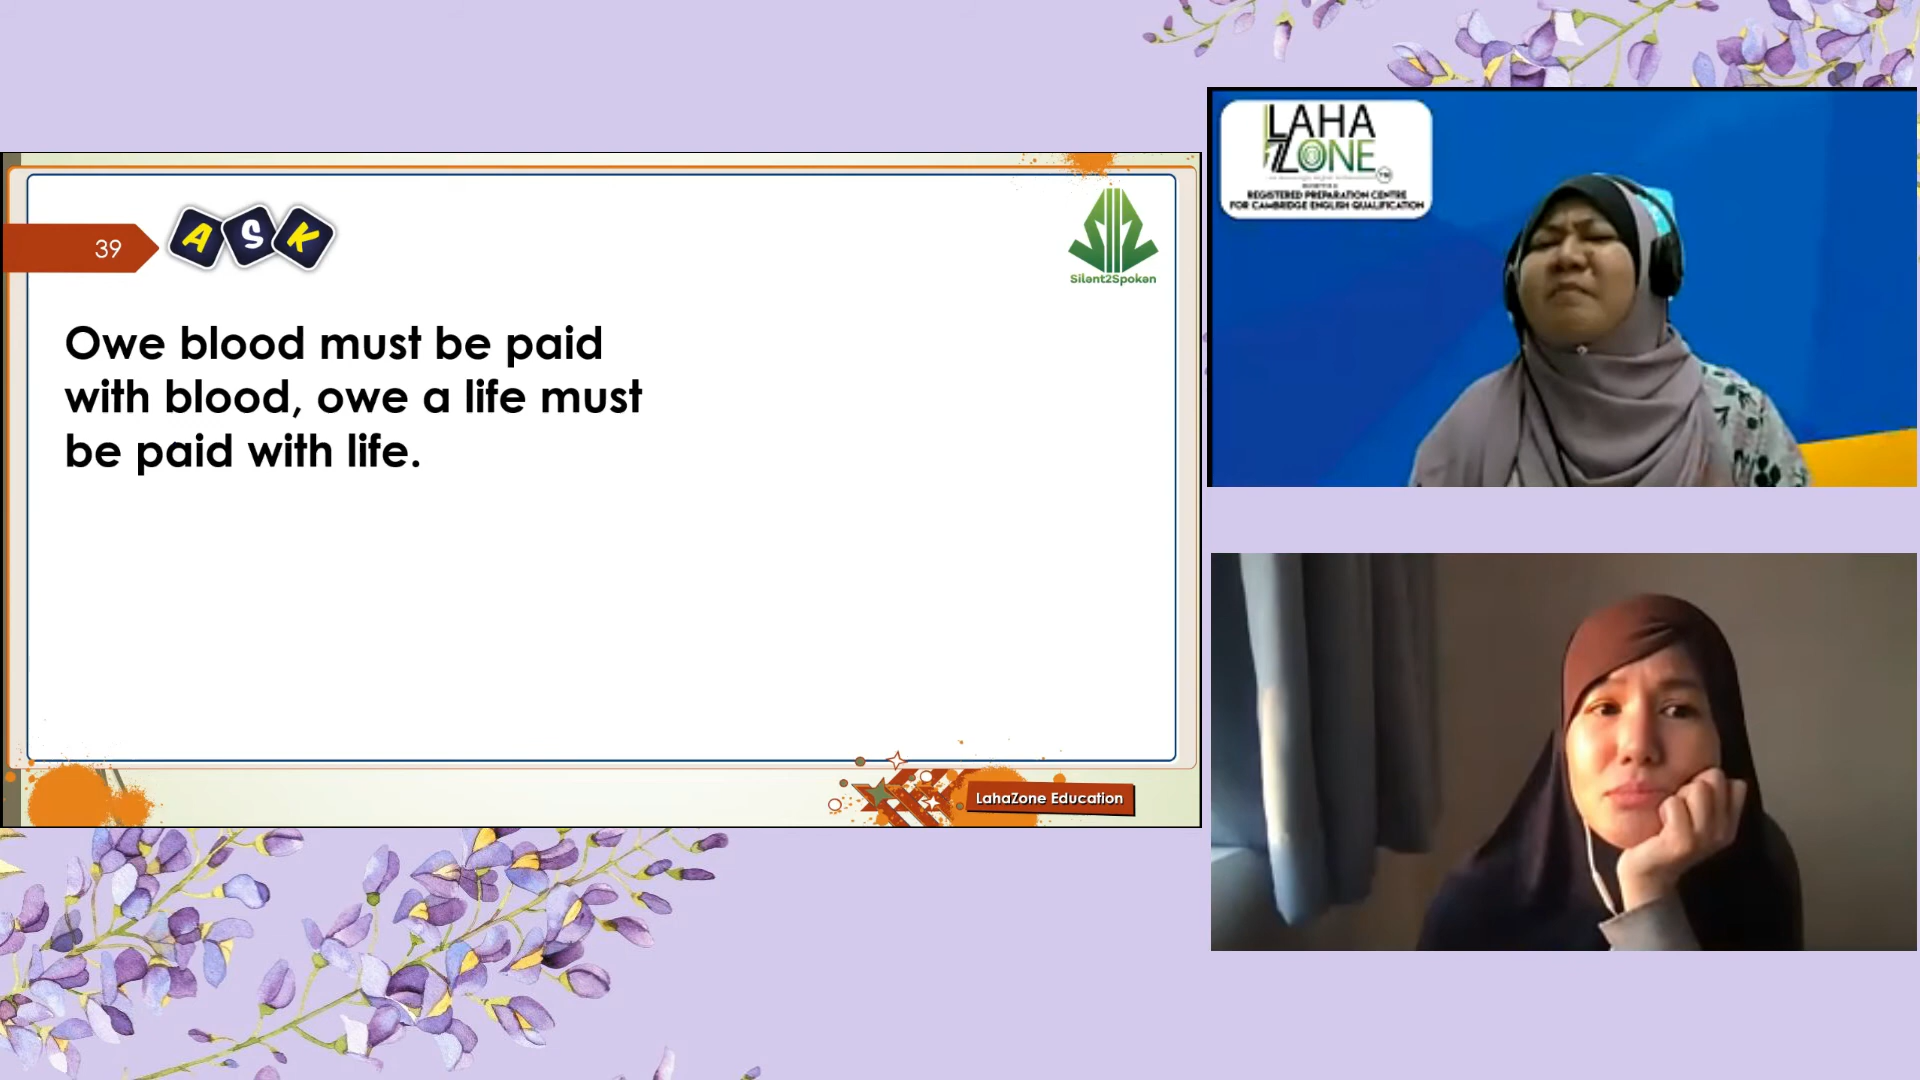 39
ASK
Silent2Spoken
Owe blood must be paid
with blood, owe a life must
be paid with life.
LahaZone Education
LAHA
ZONE
REGISTERED PREPARATION CENTRE
FOR CAMBRIDGE ENGLISH QUALIFICATION